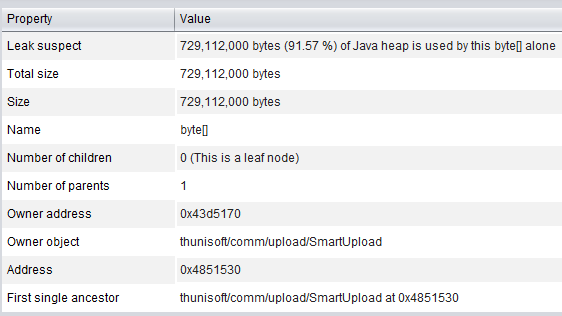 Property Value
Leak suspect 729,112,000 bytes (91.57 %) of Java heap is used by this byte[] alone
Total size 729,112,000 bytes
Size 729,112,000 bytes
Name byte[]
Number of children 0 (This is a leaf node)
Number of parents 1
Owner address 0x43d5170
Owner object thunisoft/comm/upload/SmartUpload
Address 0x4851530
First single ancestor thunisoft/comm/upload/SmartUpload at 0x4851530